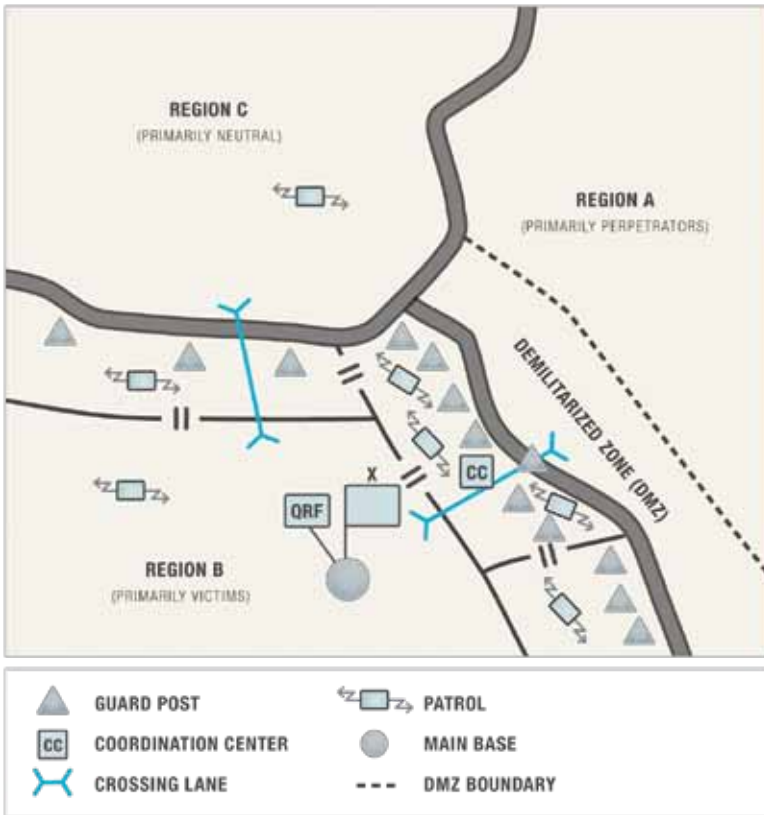 REGION C
(PRIMARILY NEUTRAL)
REGION A
(PRIMARILY PERPETRATORS)
DEMILITARIZED ZONE (DMZ)
CC
X
QRF
REGION B
(PRIMARILY VICTIMS)
GUARD POST
PATROL
CC
COORDINATION CENTER
MAIN BASE
CROSSING LANE
DMZ BOUNDARY